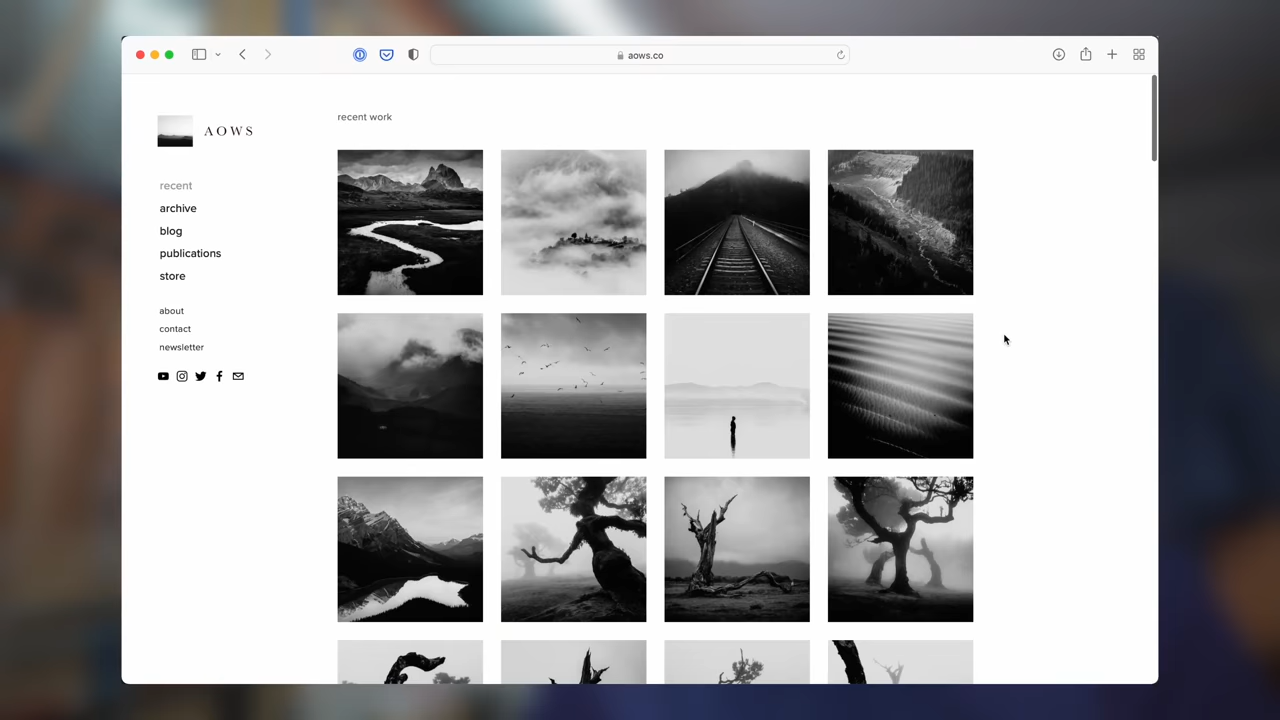 aows.co
AOWS
recent
archive
blog
publications
store
about
contact
newsletter
recent work